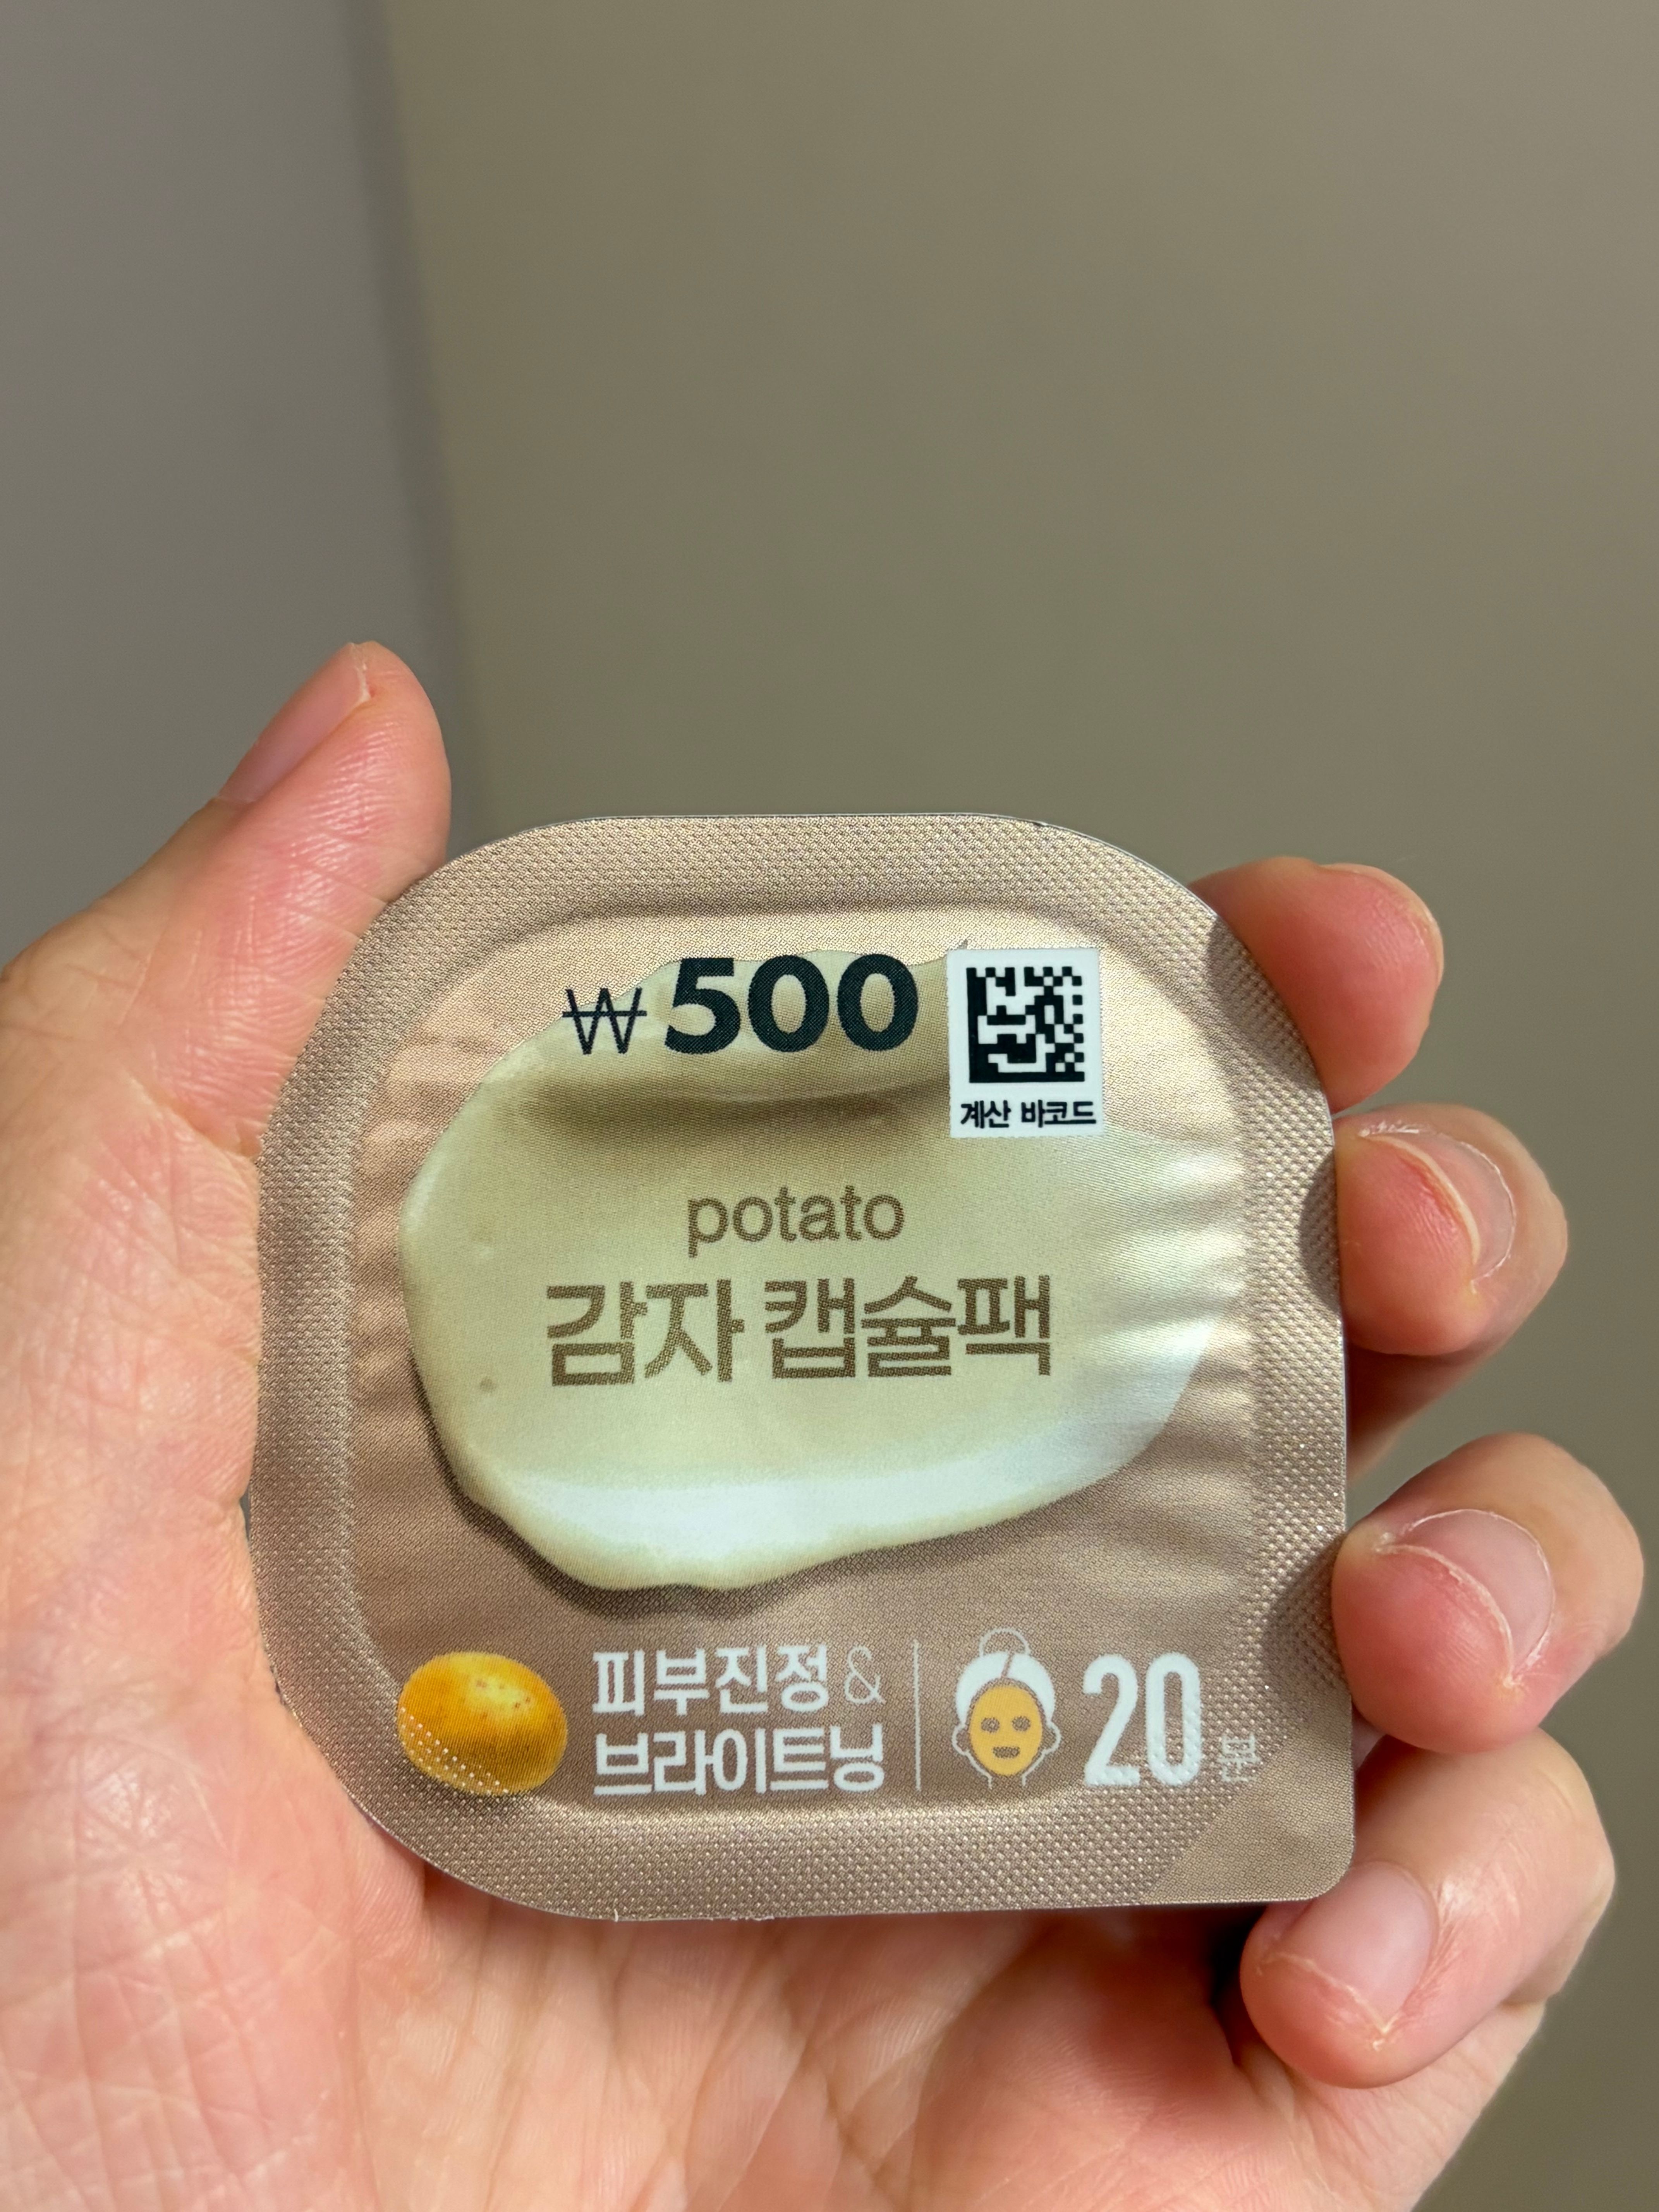 ₩500
계산 바코드
potato
감자 캡슐팩
피부진정 &
브라이트닝
20분